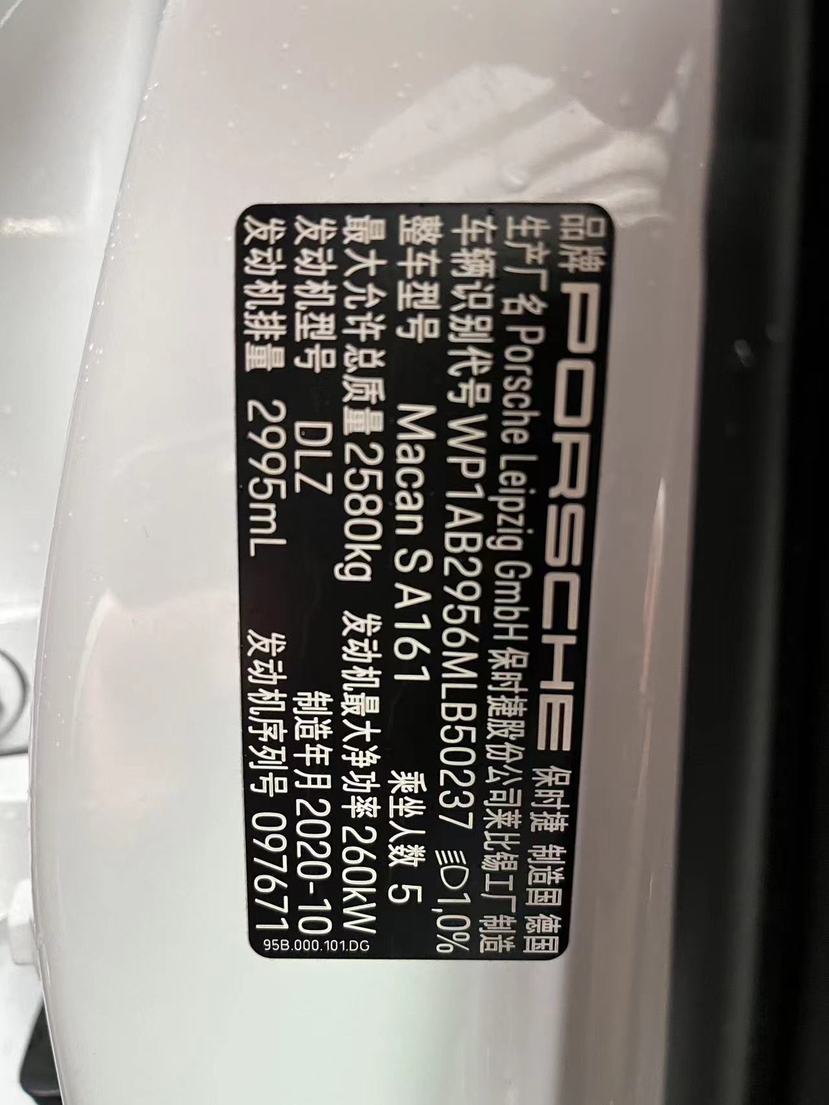 品牌 PORSCHE 保时捷 制造国 德国
生产厂名 Porsche Leipzig GmbH 保时捷股份公司莱比锡工厂制造
车辆识别代号 WP1AB2956MLB50237 1,0%
整车型号 Macan S A161 乘坐人数 5
最大允许总质量 2580kg 发动机最大净功率 260kW
发动机型号 DLZ 制造年月 2020-10
发动机排量 2995mL 发动机序列号 097671
95B.000.101.DG